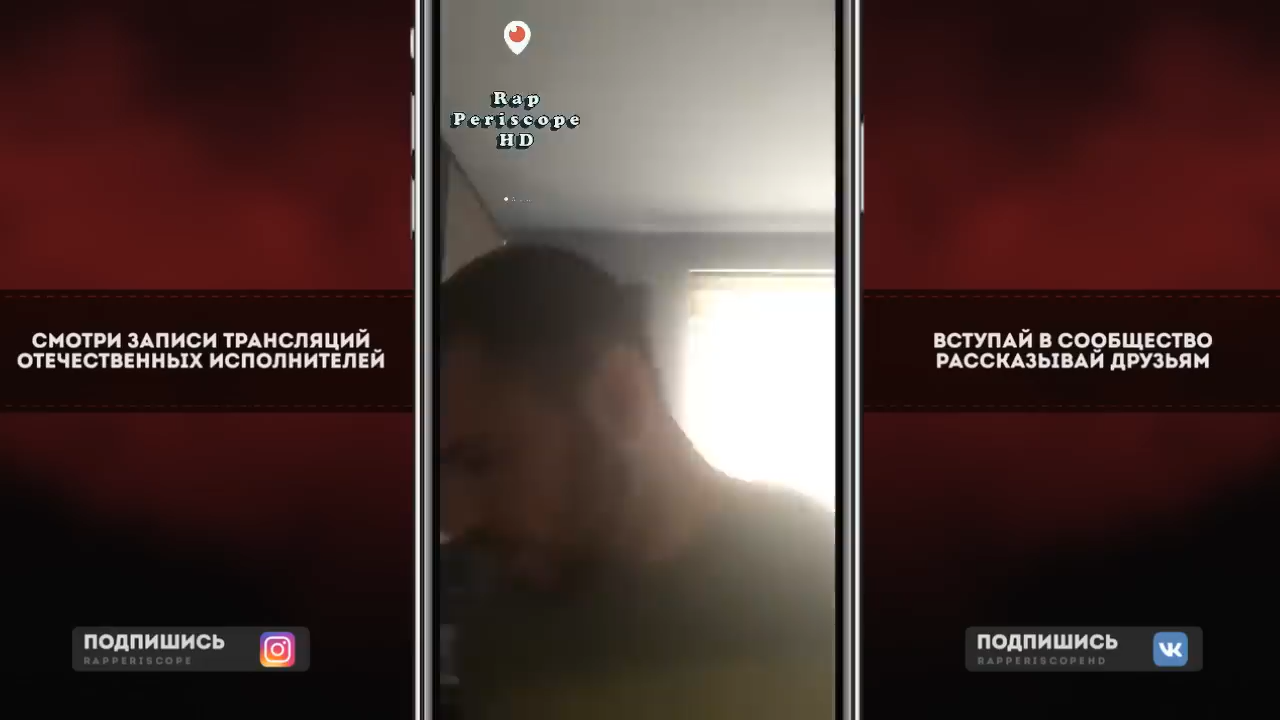 Rap
Periscope
HD
СМОТРИ ЗАПИСИ ТРАНСЛЯЦИЙ
ОТЕЧЕСТВЕННЫХ ИСПОЛНИТЕЛЕЙ
ВСТУПАЙ В СООБЩЕСТВО
РАССКАЗЫВАЙ ДРУЗЬЯМ
ПОДПИШИСЬ
RAPPERISCOPE
ПОДПИШИСЬ
RAPPERISCOPEHD